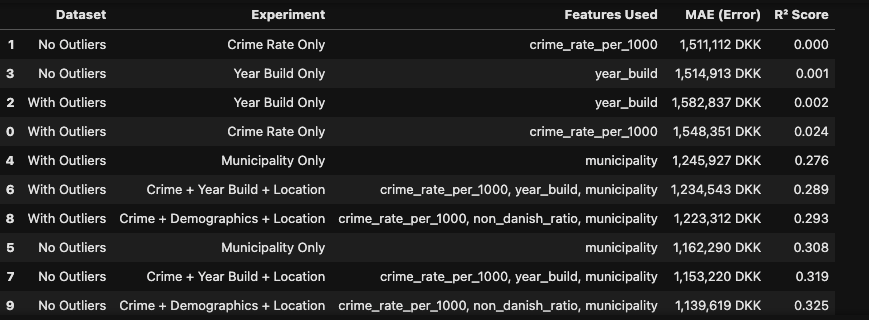 Dataset Experiment Features Used MAE (Error) R² Score
1 No Outliers Crime Rate Only crime_rate_per_1000 1,511,112 DKK 0.000
3 No Outliers Year Build Only year_build 1,514,913 DKK 0.001
2 With Outliers Year Build Only year_build 1,582,837 DKK 0.002
0 With Outliers Crime Rate Only crime_rate_per_1000 1,548,351 DKK 0.024
4 With Outliers Municipality Only municipality 1,245,927 DKK 0.276
6 With Outliers Crime + Year Build + Location crime_rate_per_1000, year_build, municipality 1,234,543 DKK 0.289
8 With Outliers Crime + Demographics + Location crime_rate_per_1000, non_danish_ratio, municipality 1,223,312 DKK 0.293
5 No Outliers Municipality Only municipality 1,162,290 DKK 0.308
7 No Outliers Crime + Year Build + Location crime_rate_per_1000, year_build, municipality 1,153,220 DKK 0.319
9 No Outliers Crime + Demographics + Location crime_rate_per_1000, non_danish_ratio, municipality 1,139,619 DKK 0.325